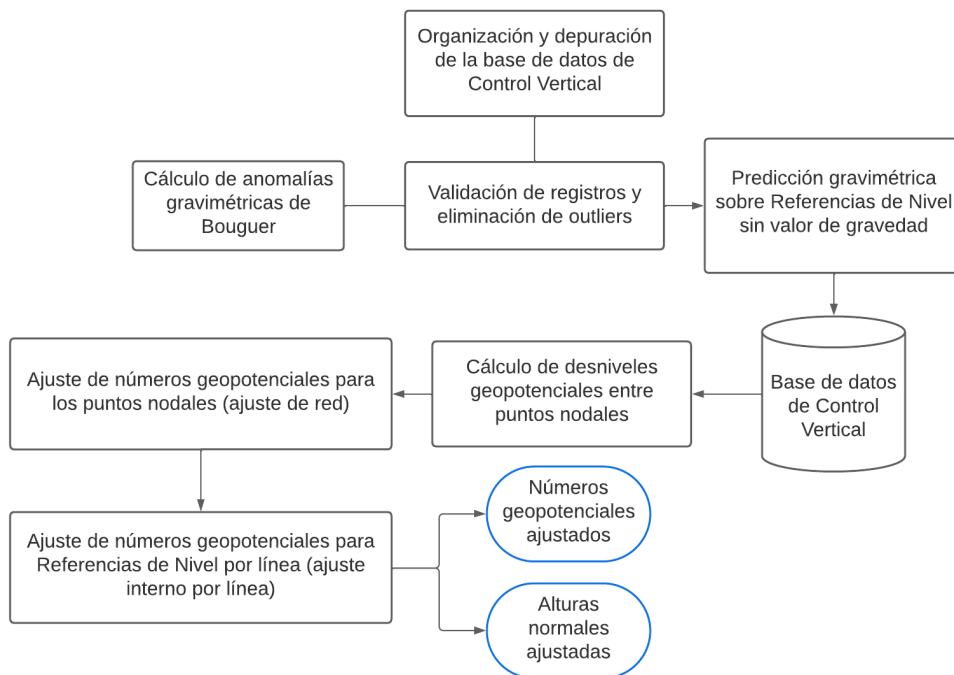 Organización y depuración
de la base de datos de
Control Vertical
Cálculo de anomalías
gravimétricas de
Bouguer
Validación de registros y
eliminación de outliers
Predicción gravimétrica
sobre Referencias de Nivel
sin valor de gravedad
Base de datos
de Control
Vertical
Cálculo de desniveles
geopotenciales entre
puntos nodales
Ajuste de números geopotenciales para
los puntos nodales (ajuste de red)
Ajuste de números geopotenciales para
Referencias de Nivel por línea (ajuste
interno por línea)
Números
geopotenciales
ajustados
Alturas
normales
ajustadas